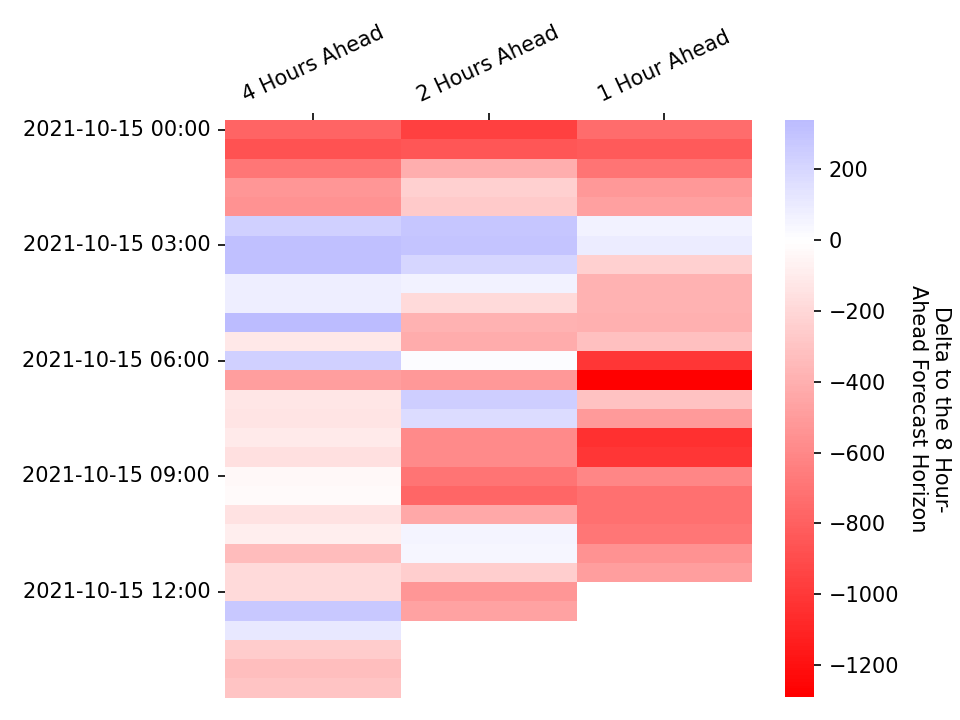 4 Hours Ahead
2 Hours Ahead
1 Hour Ahead
2021-10-15 00:00
2021-10-15 03:00
2021-10-15 06:00
2021-10-15 09:00
2021-10-15 12:00
200
0
−200
−400
−600
−800
−1000
−1200
Delta to the 8 Hour-
Ahead Forecast Horizon